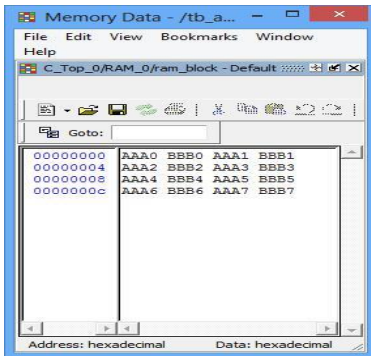 Memory Data - /tb_a...
File Edit View Bookmarks Window
Help
C_Top_0/RAM_0/ram_block - Default
Goto:
00000000 AAA0 BBB0 AAA1 BBB1
00000004 AAA2 BBB2 AAA3 BBB3
00000008 AAA4 BBB4 AAA5 BBB5
0000000c AAA6 BBB6 AAA7 BBB7
Address: hexadecimal Data: hexadecimal